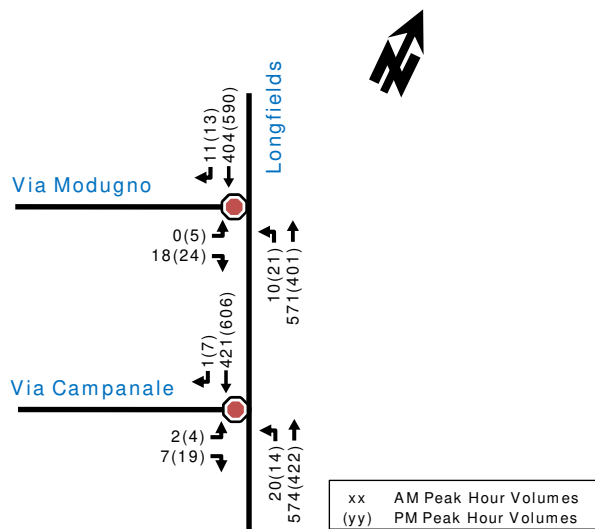 Longfields
11(13)
404(590)
Via Modugno
0(5)
18(24)
10(21)
571(401)
1(7)
421(606)
Via Campanale
2(4)
7(19)
20(14)
574(422)
xx AM Peak Hour Volumes
(yy) PM Peak Hour Volumes
N